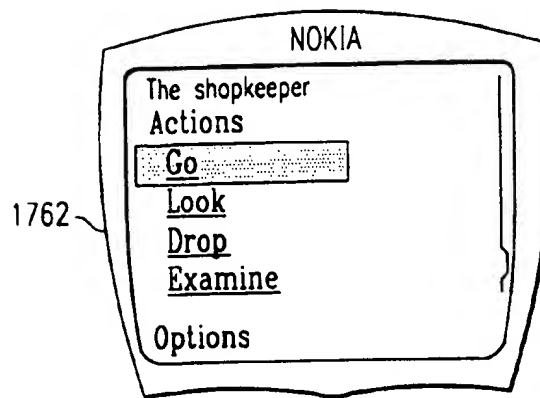 NOKIA
The shopkeeper
Actions
Go
Look
Drop
Examine
Options
1762